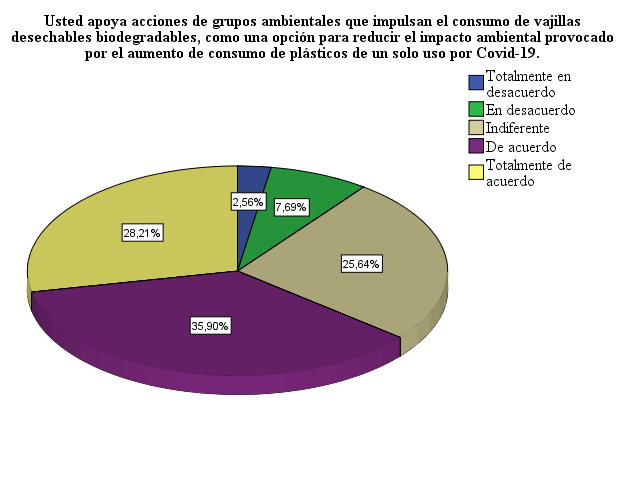 Usted apoya acciones de grupos ambientales que impulsan el consumo de vajillas
desechables biodegradables, como una opción para reducir el impacto ambiental provocado
por el aumento de consumo de plásticos de un solo uso por Covid-19.
Totalmente en
desacuerdo
En desacuerdo
Indiferente
De acuerdo
Totalmente de
acuerdo
2,56%
7,69%
28,21%
25,64%
35,90%